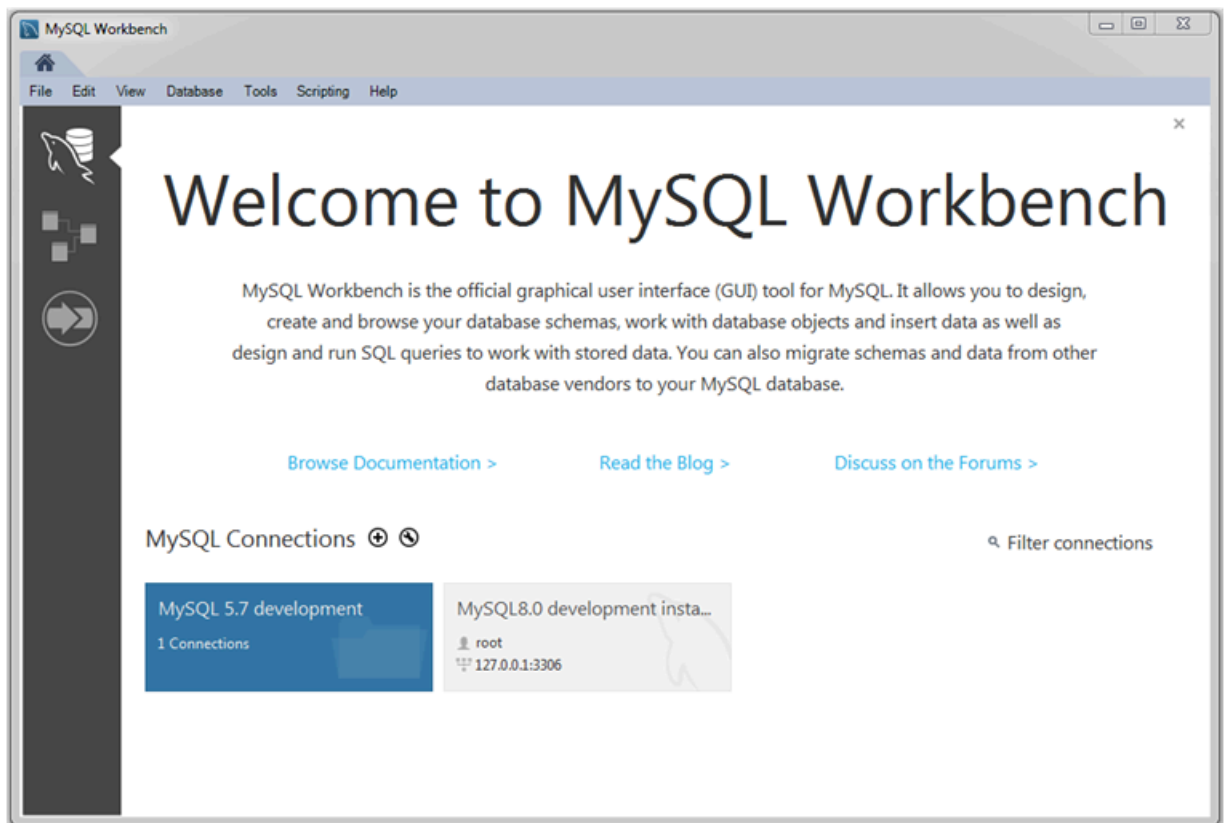 MySQL Workbench
File Edit View Database Tools Scripting Help
Welcome to MySQL Workbench
MySQL Workbench is the official graphical user interface (GUI) tool for MySQL. It allows you to design,
create and browse your database schemas, work with database objects and insert data as well as
design and run SQL queries to work with stored data. You can also migrate schemas and data from other
database vendors to your MySQL database.
Browse Documentation > Read the Blog > Discuss on the Forums >
MySQL Connections
Filter connections
MySQL 5.7 development
1 Connections
MySQL8.0 development insta...
root
127.0.0.1:3306